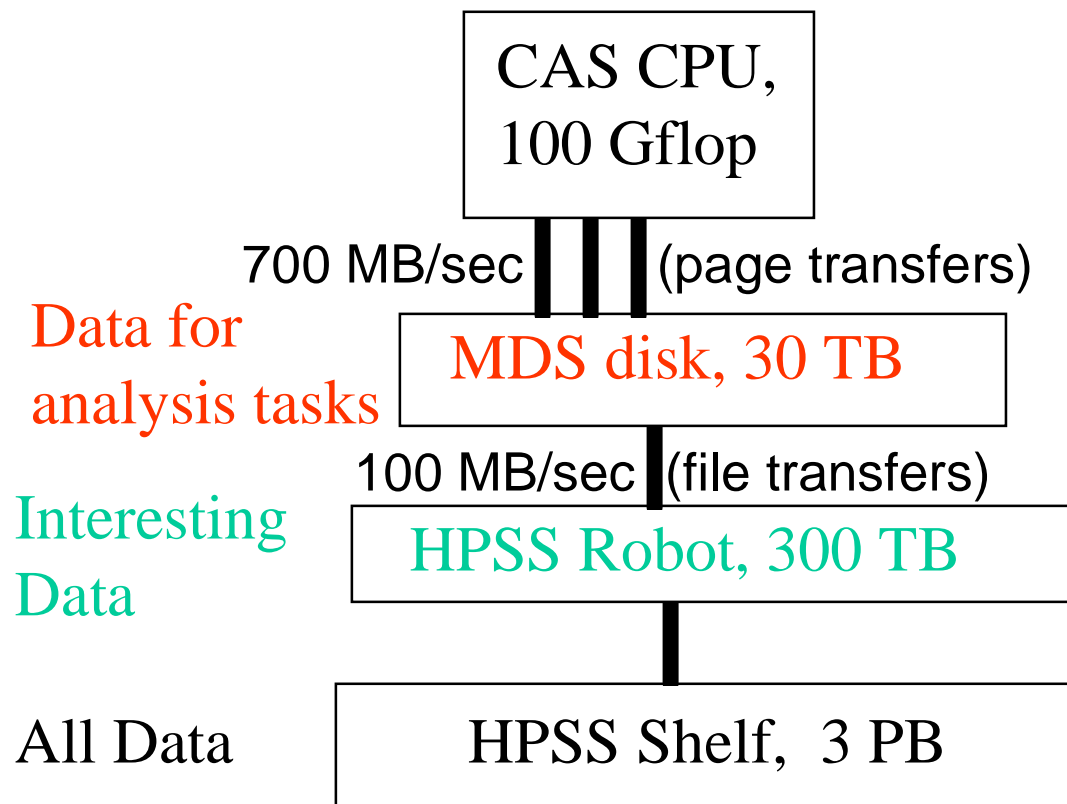 CAS CPU,
100 Gflop
700 MB/sec (page transfers)
Data for
analysis tasks
MDS disk, 30 TB
100 MB/sec (file transfers)
Interesting
Data
HPSS Robot, 300 TB
All Data
HPSS Shelf, 3 PB